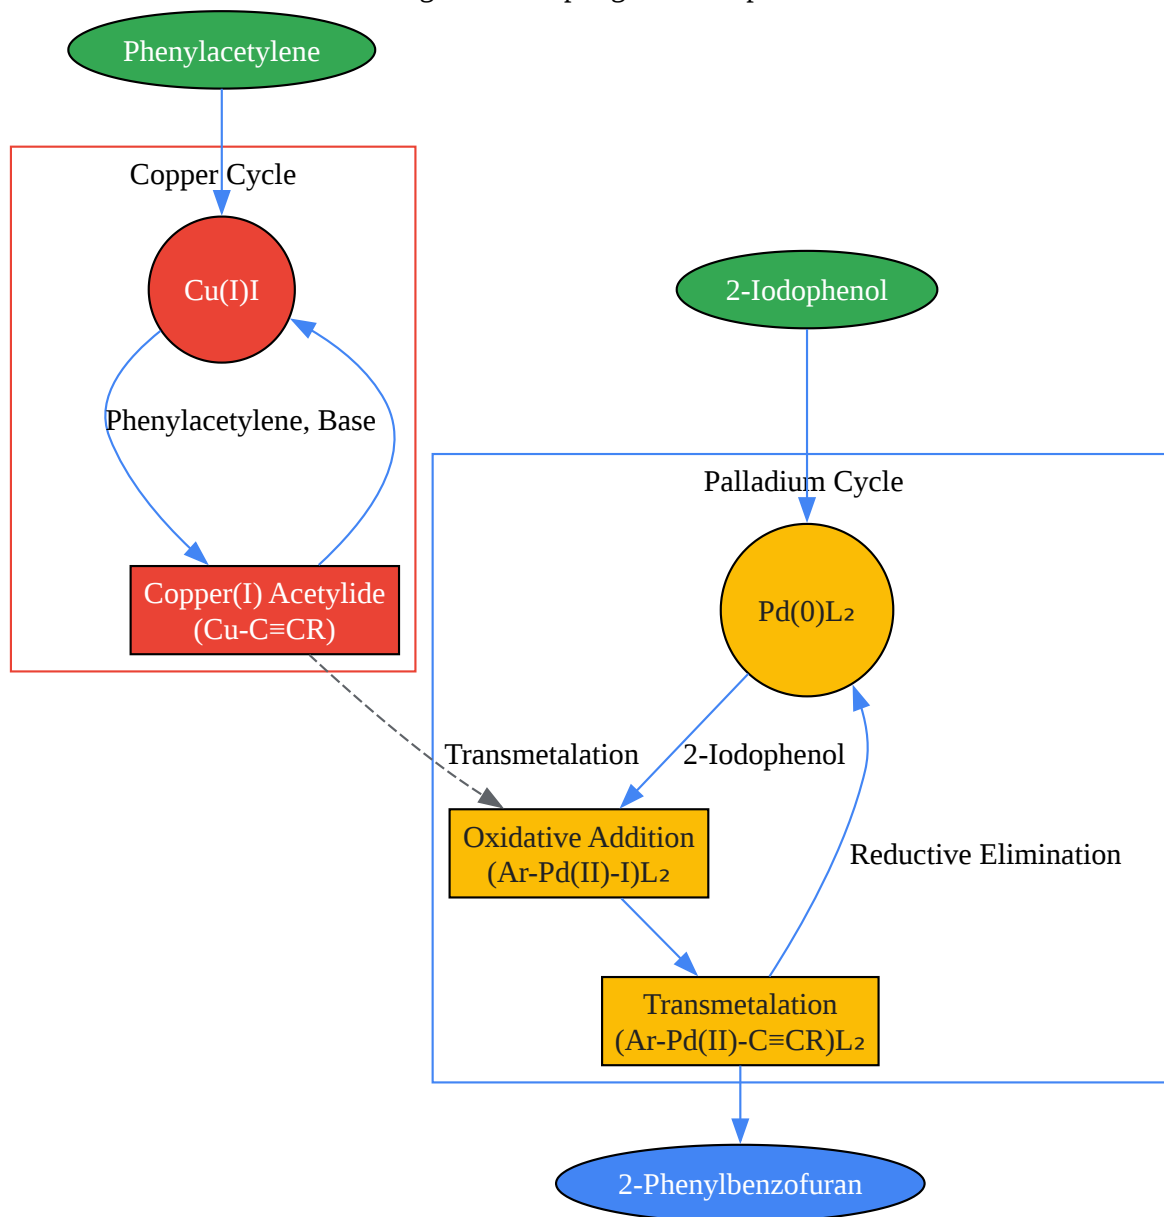 Phenylacetylene
Copper Cycle
Cu(I)I
2-Iodophenol
Phenylacetylene, Base
Palladium Cycle
Copper(I) Acetylide
(Cu-C≡CR)
Pd(0)L₂
Transmetalation
2-Iodophenol
Oxidative Addition
(Ar-Pd(II)-I)L₂
Reductive Elimination
Transmetalation
(Ar-Pd(II)-C≡CR)L₂
2-Phenylbenzofuran